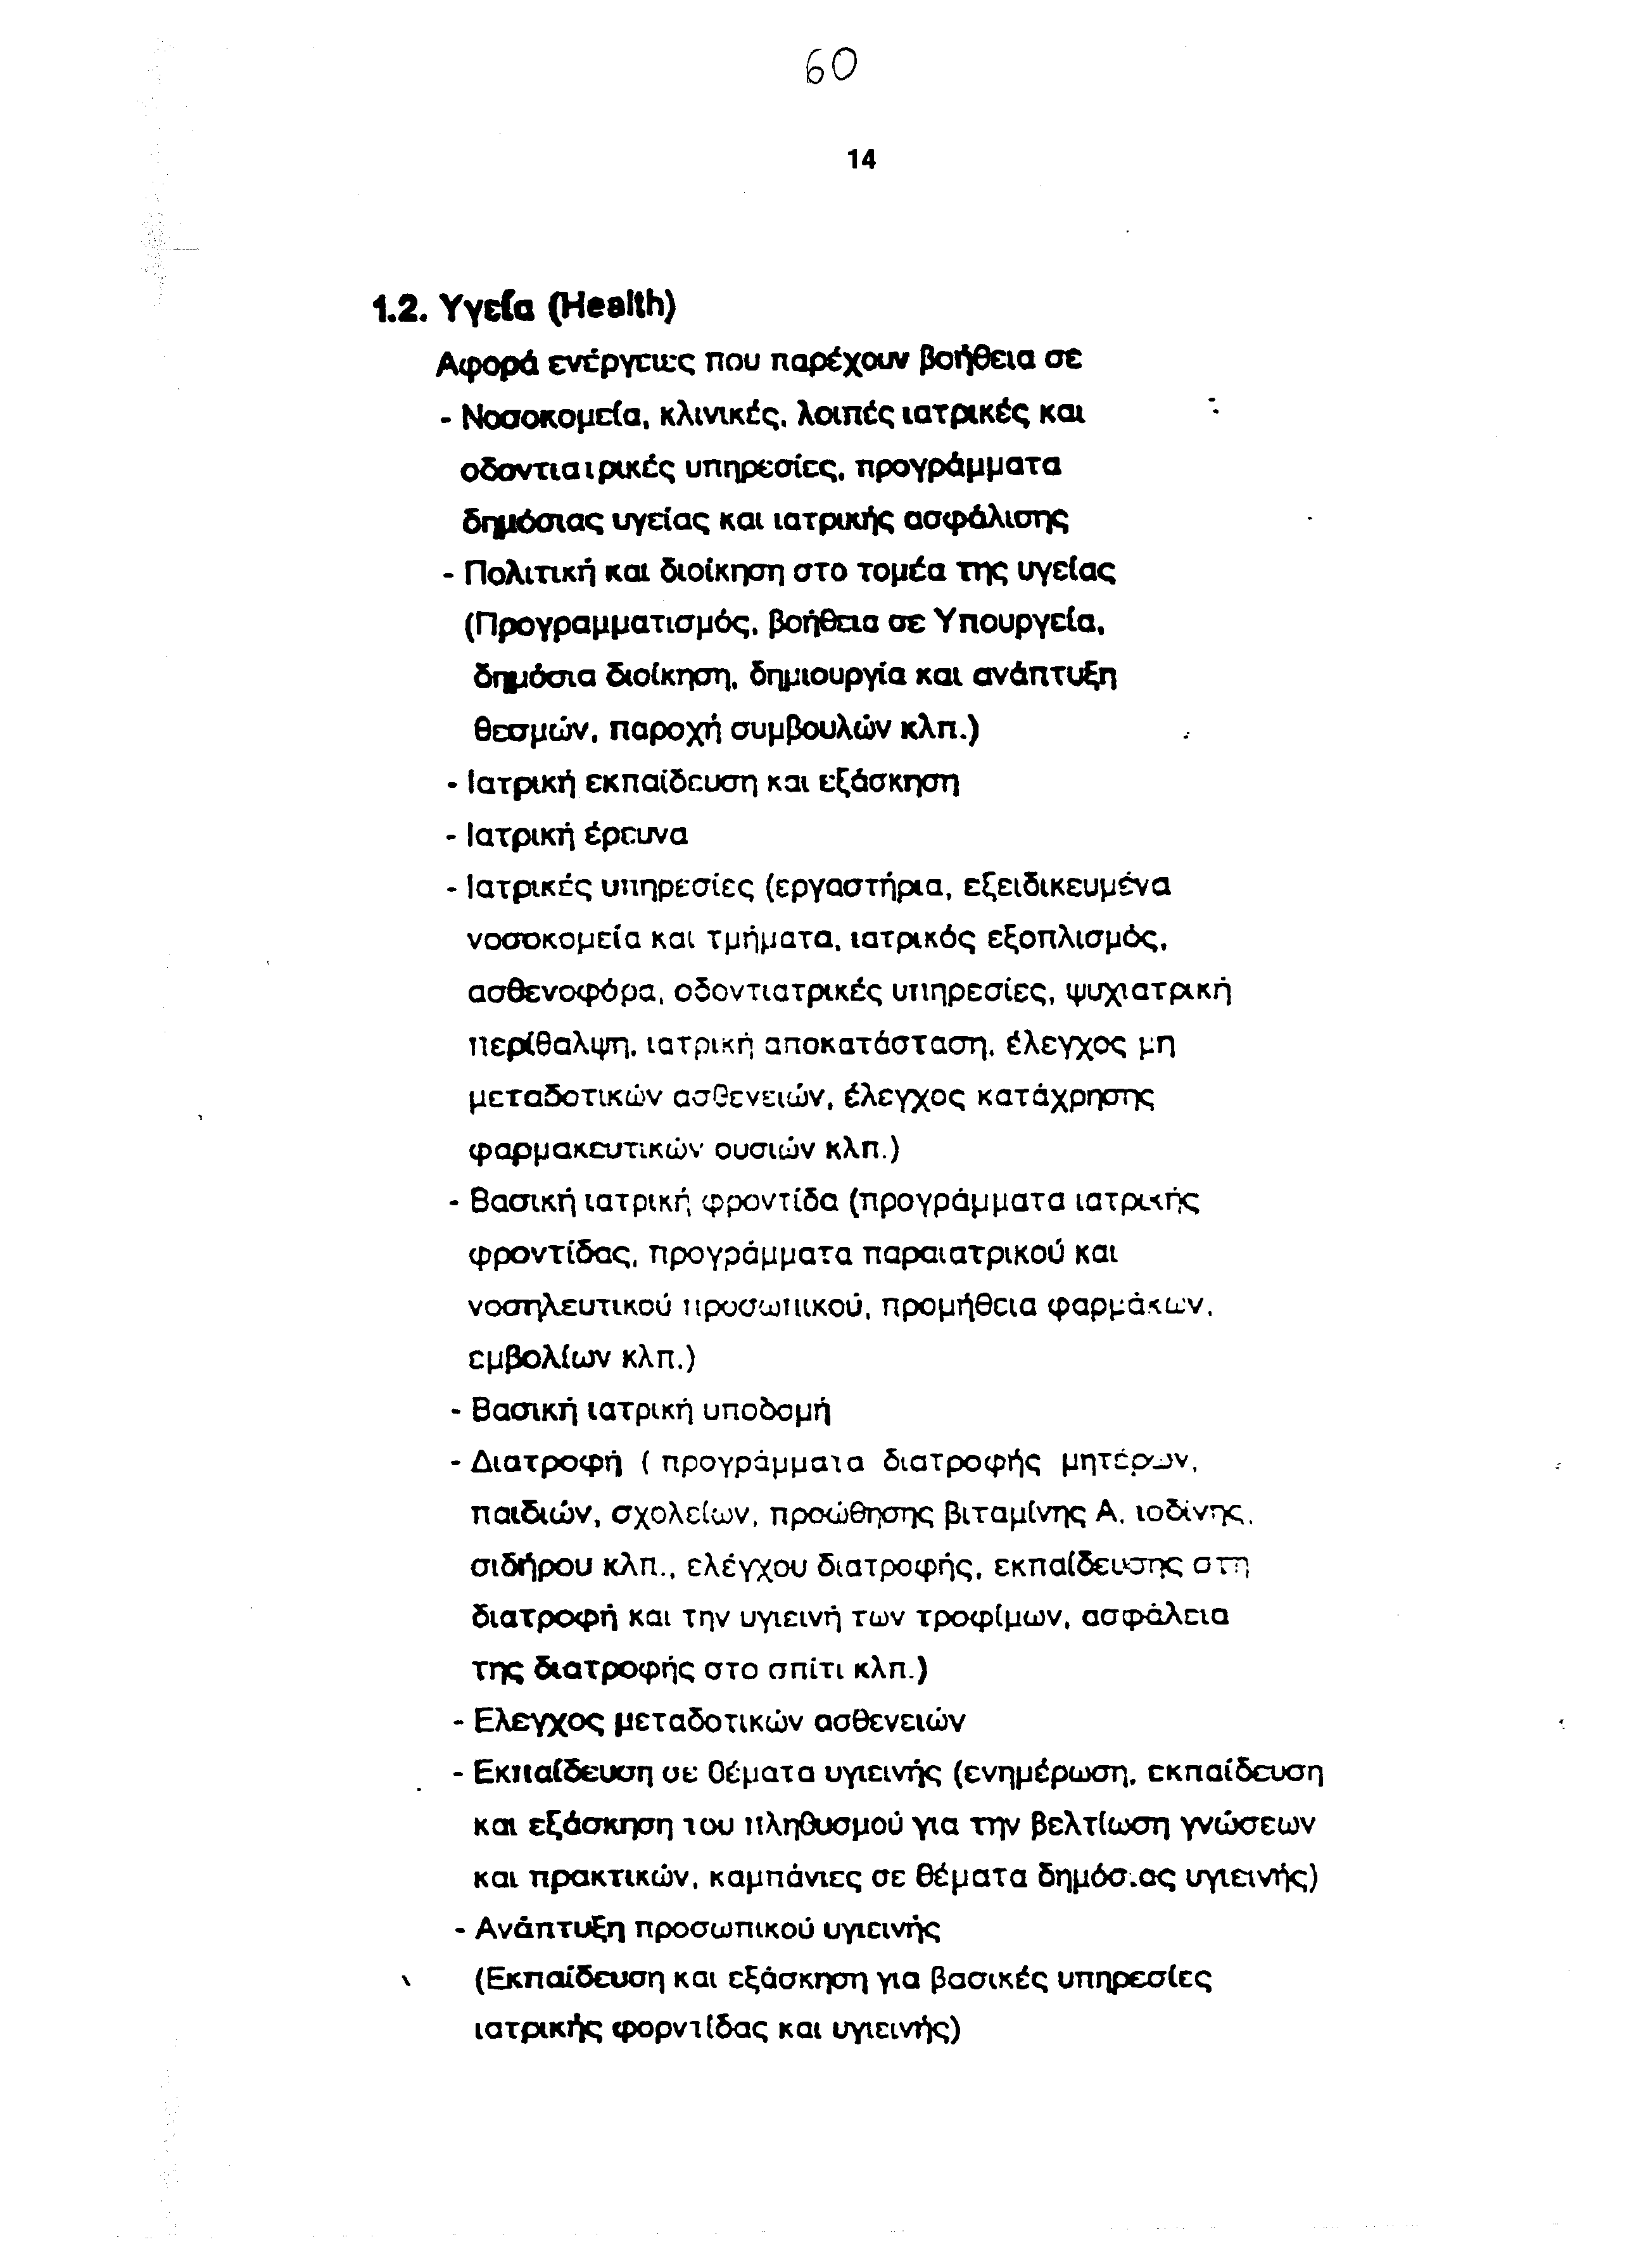 60
14
1.2. Υγεία (Health)
Αφορά ενέργειες που παρέχουν βοήθεια σε
- Νοσοκομεία, κλινικές, λοιπές ιατρικές και
οδοντιατρικές υπηρεσίες, προγράμματα
δημόσιας υγείας και ιατρικής ασφάλισης
- Πολιτική και διοίκηση στο τομέα της υγείας
(Προγραμματισμός, βοήθεια σε Υπουργεία,
δημόσια διοίκηση, δημιουργία και ανάπτυξη
θεσμών, παροχή συμβουλών κλπ.)
- Ιατρική εκπαίδευση και εξάσκηση
- Ιατρική έρευνα
- Ιατρικές υπηρεσίες (εργαστήρια, εξειδικευμένα
νοσοκομεία και τμήματα, ιατρικός εξοπλισμός,
ασθενοφόρα, οδοντιατρικές υπηρεσίες, ψυχιατρική
περίθαλψη, ιατρική αποκατάσταση, έλεγχος μη
μεταδοτικών ασθενειών, έλεγχος κατάχρησης
φαρμακευτικών ουσιών κλπ.)
- Βασική ιατρική φροντίδα (προγράμματα ιατρικής
φροντίδας, προγράμματα παραιατρικού και
νοσηλευτικού προσωπικού, προμήθεια φαρμάκων,
εμβολίων κλπ.)
- Βασική ιατρική υποδομή
- Διατροφή ( προγράμματα διατροφής μητέρων,
παιδιών, σχολείων, προώθησης βιταμίνης Α, ιοδίνης,
σιδήρου κλπ., ελέγχου διατροφής, εκπαίδευσης στη
διατροφή και την υγιεινή των τροφίμων, ασφάλεια
της διατροφής στο σπίτι κλπ.)
- Ελεγχος μεταδοτικών ασθενειών
- Εκπαίδευση σε θέματα υγιεινής (ενημέρωση, εκπαίδευση
και εξάσκηση του πληθυσμού για την βελτίωση γνώσεων
και πρακτικών, καμπάνιες σε θέματα δημόσιας υγιεινής)
- Ανάπτυξη προσωπικού υγιεινής
(Εκπαίδευση και εξάσκηση για βασικές υπηρεσίες
ιατρικής φορντίδας και υγιεινής)